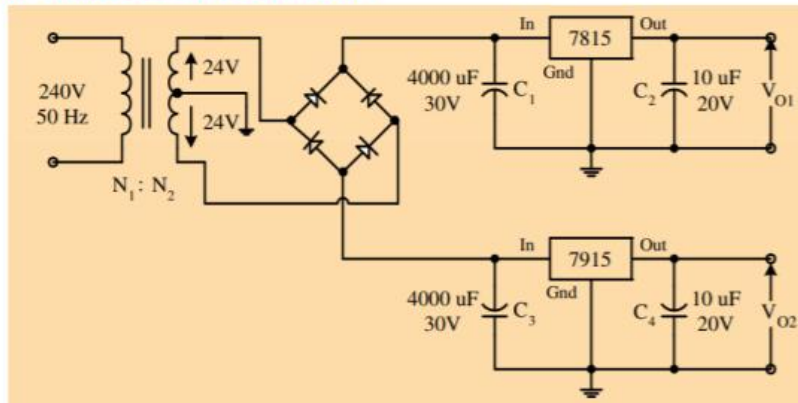 In
7815
Out
24V
4000 uF
30V
C1
Gnd
C2
10 uF
20V
VO1
240V
50 Hz
24V
N1 : N2
In
7915
Out
4000 uF
30V
C3
Gnd
C4
10 uF
20V
VO2